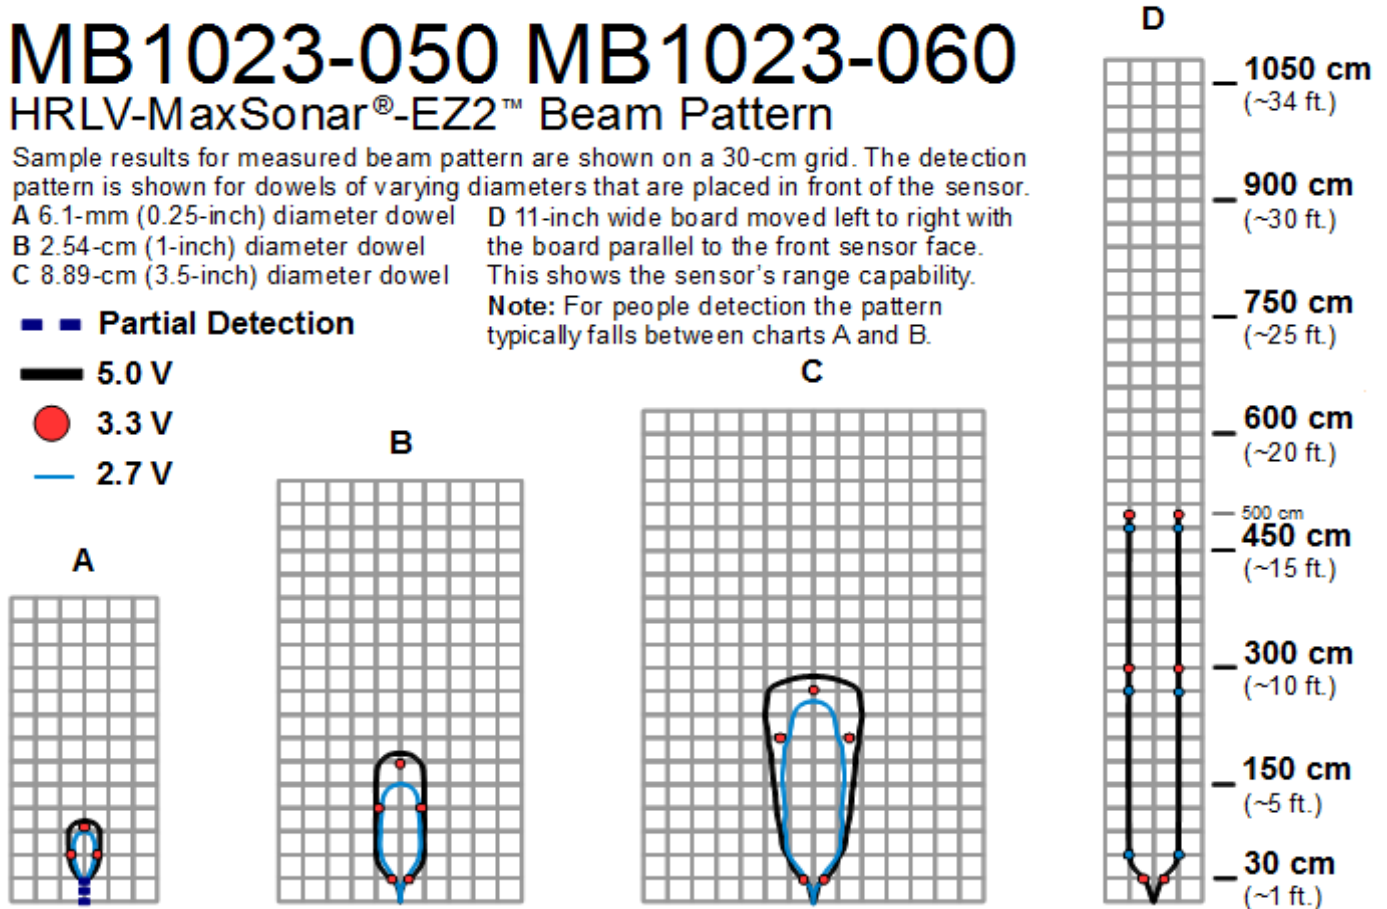 MB1023-050 MB1023-060
HRLV-MaxSonar®-EZ2™ Beam Pattern
Sample results for measured beam pattern are shown on a 30-cm grid. The detection
pattern is shown for dowels of varying diameters that are placed in front of the sensor.
A 6.1-mm (0.25-inch) diameter dowel
B 2.54-cm (1-inch) diameter dowel
C 8.89-cm (3.5-inch) diameter dowel
D 11-inch wide board moved left to right with
the board parallel to the front sensor face.
This shows the sensor's range capability.
Note: For people detection the pattern
typically falls between charts A and B.
Partial Detection
5.0 V
3.3 V
2.7 V
A
B
C
D
1050 cm
(~34 ft.)
900 cm
(~30 ft.)
750 cm
(~25 ft.)
600 cm
(~20 ft.)
500 cm
450 cm
(~15 ft.)
300 cm
(~10 ft.)
150 cm
(~5 ft.)
30 cm
(~1 ft.)